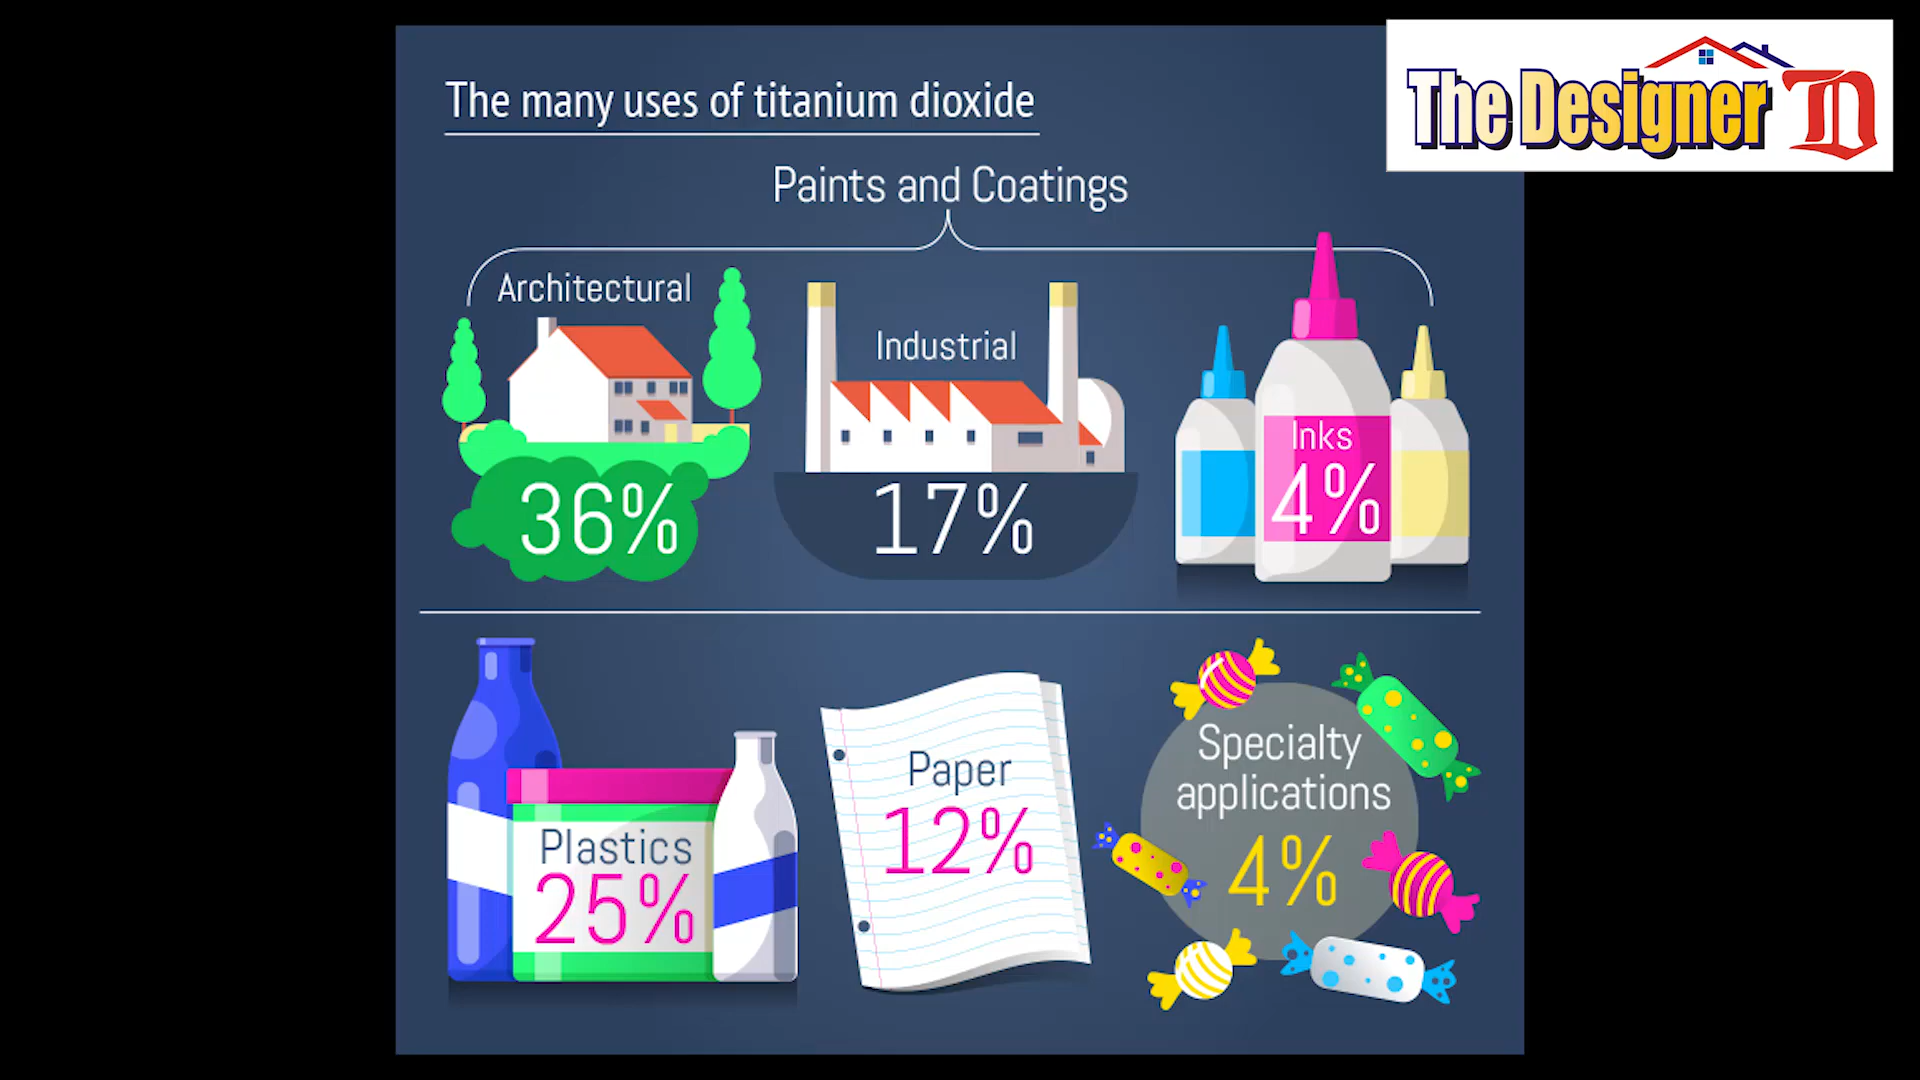 The many uses of titanium dioxide
The Designer TD
Paints and Coatings
Architectural
Industrial
Inks
36%
17%
4%
Plastics
25%
Paper
12%
Specialty
applications
4%